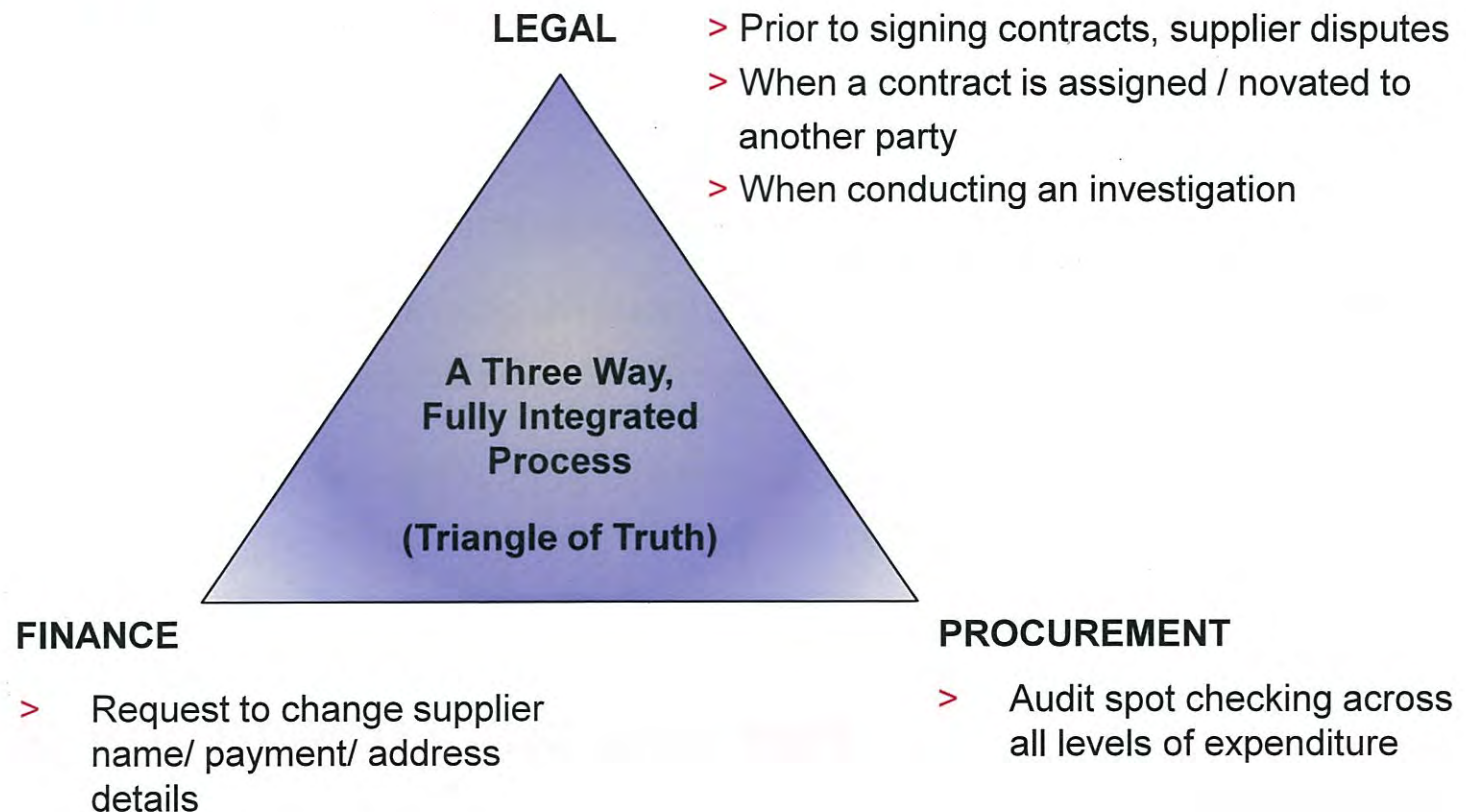 LEGAL
> Prior to signing contracts, supplier disputes
> When a contract is assigned / novated to
another party
> When conducting an investigation
A Three Way,
Fully Integrated
Process
(Triangle of Truth)
FINANCE
> Request to change supplier
name/ payment/ address
details
PROCUREMENT
> Audit spot checking across
all levels of expenditure